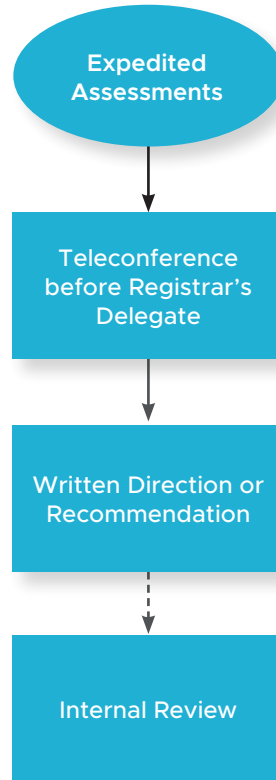 Expedited
Assessments
Teleconference
before Registrar’s
Delegate
Written Direction or
Recommendation
Internal Review